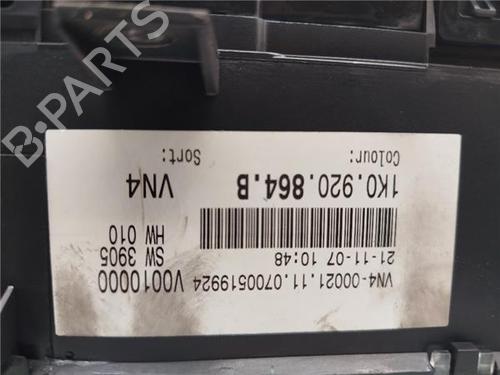 VN4-00021.11.0700519924 V0010000
21-11-07 10:48 SW 3905
HW 010
1K0.920.864.B VN4
Colour: Sort:
B-PARTS